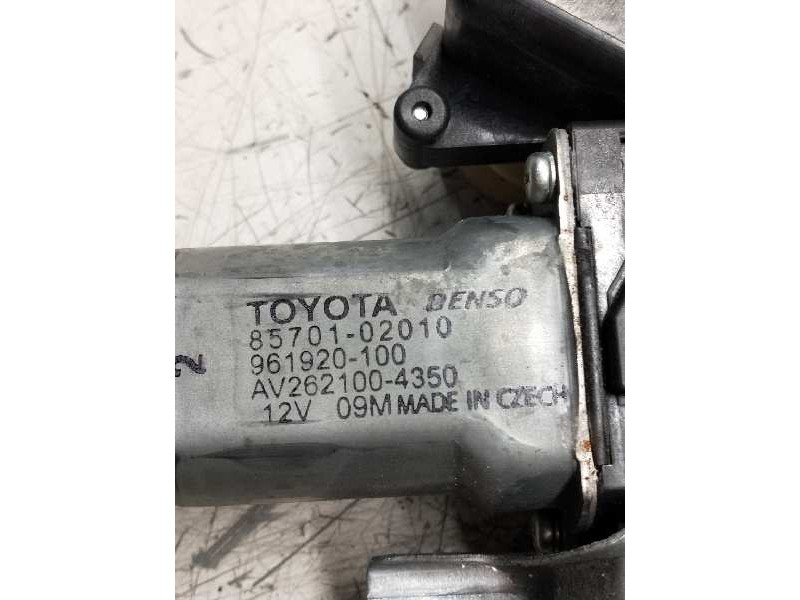 TOYOTA DENSO
85701-02010
961920-100
AV262100-4350
12V 09M MADE IN CZECH